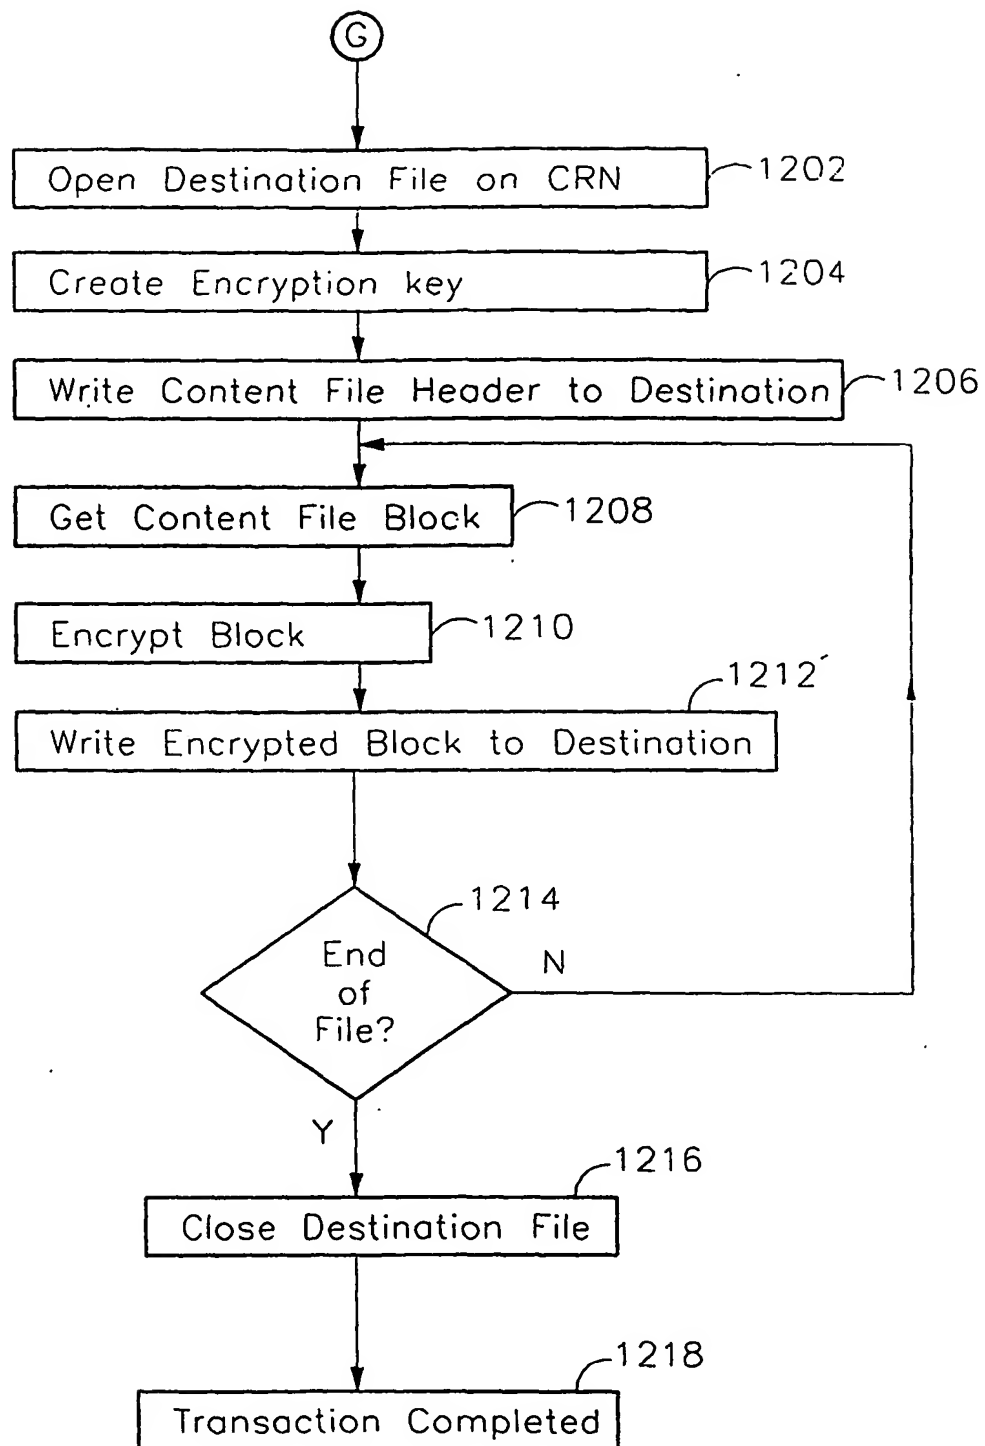 G
Open Destination File on CRN
1202
Create Encryption key
1204
Write Content File Header to Destination
1206
Get Content File Block
1208
Encrypt Block
1210
1212
Write Encrypted Block to Destination
1214
End
of
File?
N
Y
1216
Close Destination File
1218
Transaction Completed